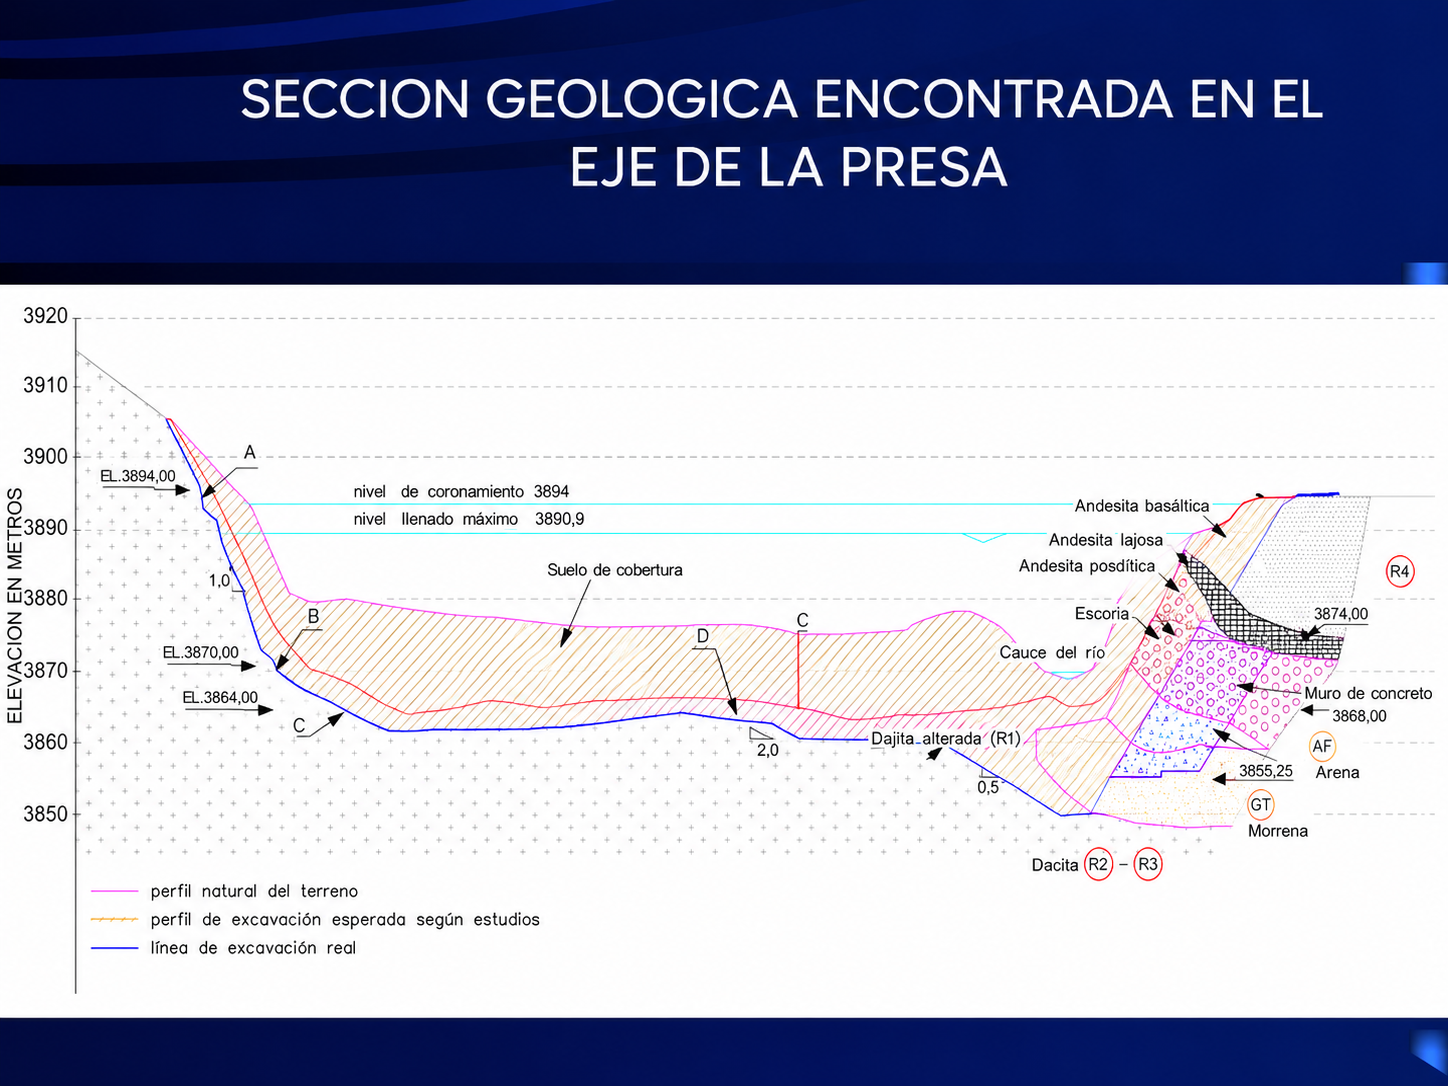 SECCION GEOLOGICA ENCONTRADA EN EL
EJE DE LA PRESA
ELEVACION EN METROS
3920
3910
3900
3890
3880
3870
3860
3850
A
EL.3894,00
nivel de coronamiento 3894
nivel llenado máximo 3890,9
Suelo de cobertura
1,0
B
EL.3870,00
EL.3864,00
C
D
C
2,0
Dajita alterada (R1)
0,5
Cauce del río
Andesita basáltica
Andesita lajosa
Andesita posdítica
Escoria
R4
3874,00
Muro de concreto
3868,00
AF
Arena
3855,25
GT
Morrena
Dacita R2 – R3
perfil natural del terreno
perfil de excavación esperada según estudios
línea de excavación real